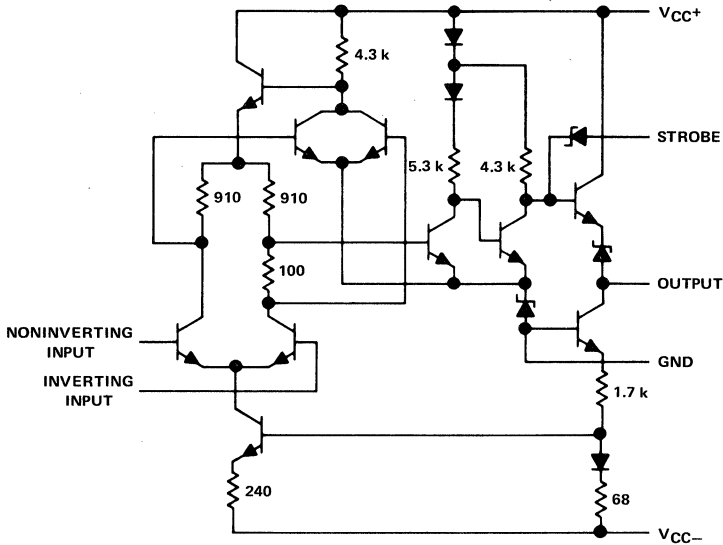 VCC+
4.3 k
STROBE
5.3 k
4.3 k
910
910
100
OUTPUT
NONINVERTING
INPUT
GND
INVERTING
INPUT
1.7 k
240
68
VCC−